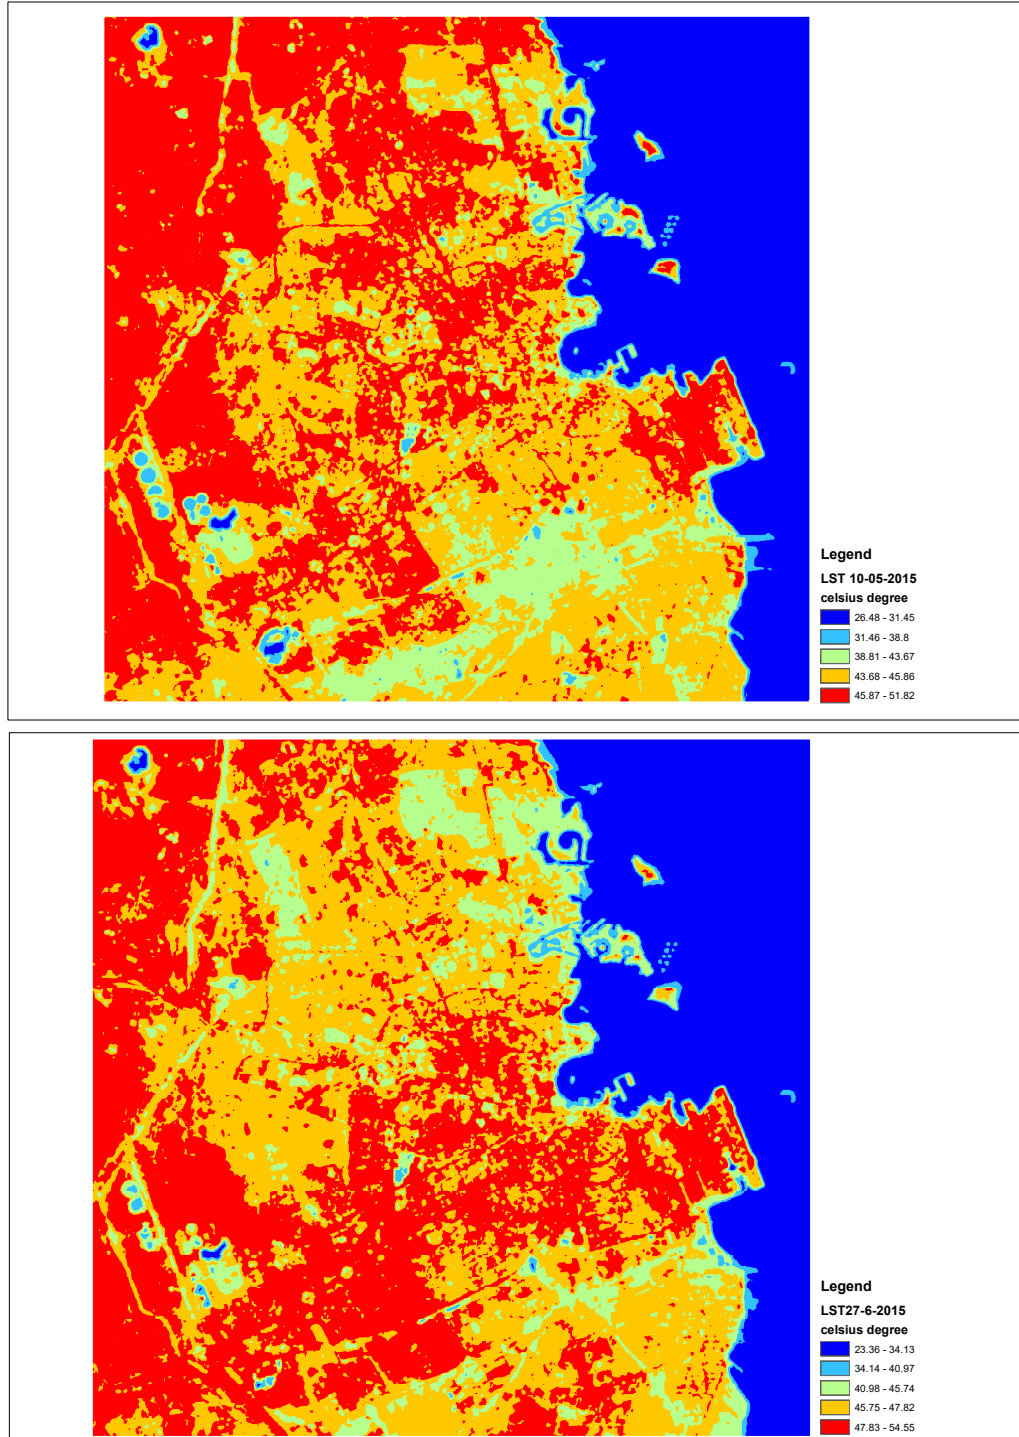 Legend
LST 10-05-2015
celsius degree
26.48 - 31.45
31.46 - 38.8
38.81 - 43.67
43.68 - 45.86
45.87 - 51.82
Legend
LST27-6-2015
celsius degree
23.36 - 34.13
34.14 - 40.97
40.98 - 45.74
45.75 - 47.82
47.83 - 54.55